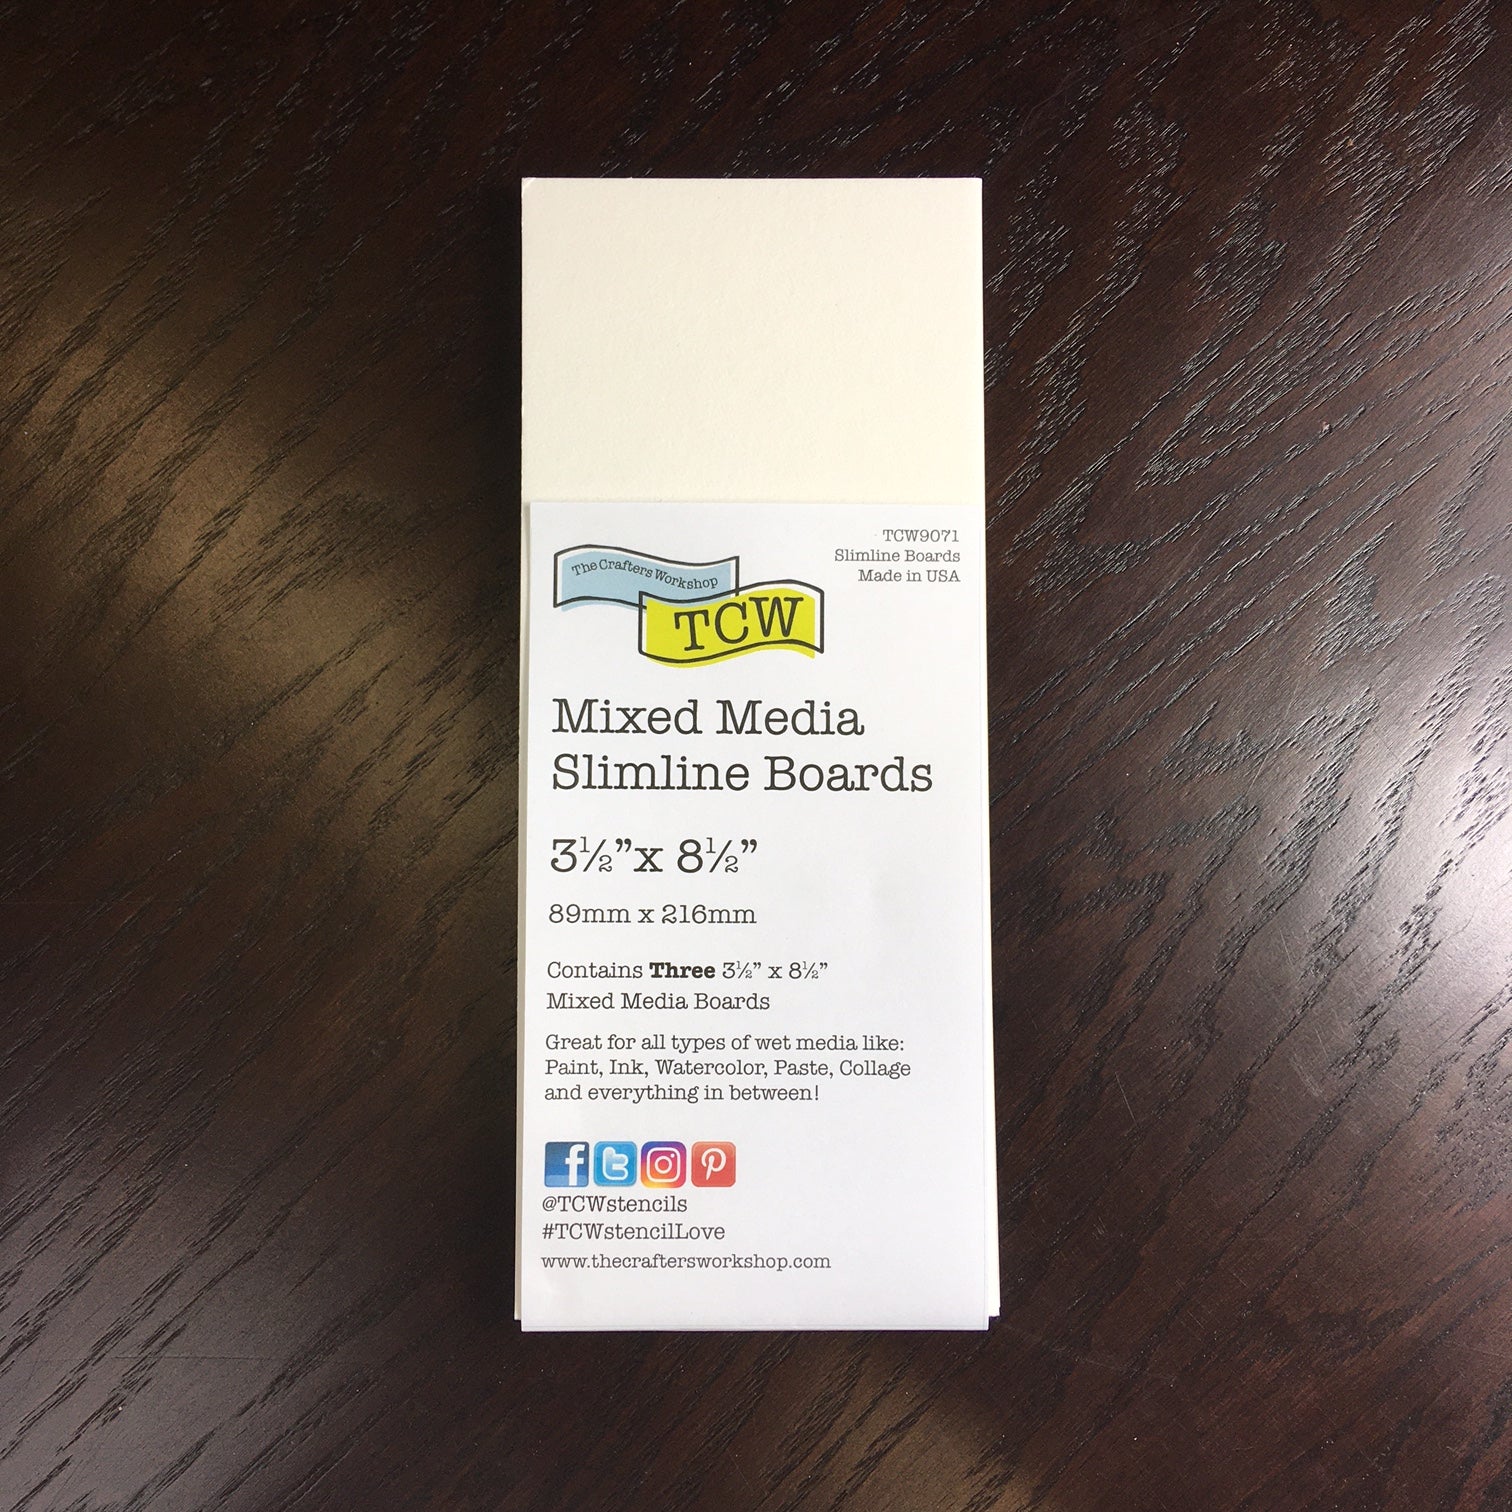 TCW9071
Slimline Boards
Made in USA
The Crafters Workshop
TCW
Mixed Media
Slimline Boards
3½”x 8½”
89mm x 216mm
Contains Three 3½” x 8½”
Mixed Media Boards
Great for all types of wet media like:
Paint, Ink, Watercolor, Paste, Collage
and everything in between!
@TCWstencils
#TCWstencilLove
www.thecraftersworkshop.com